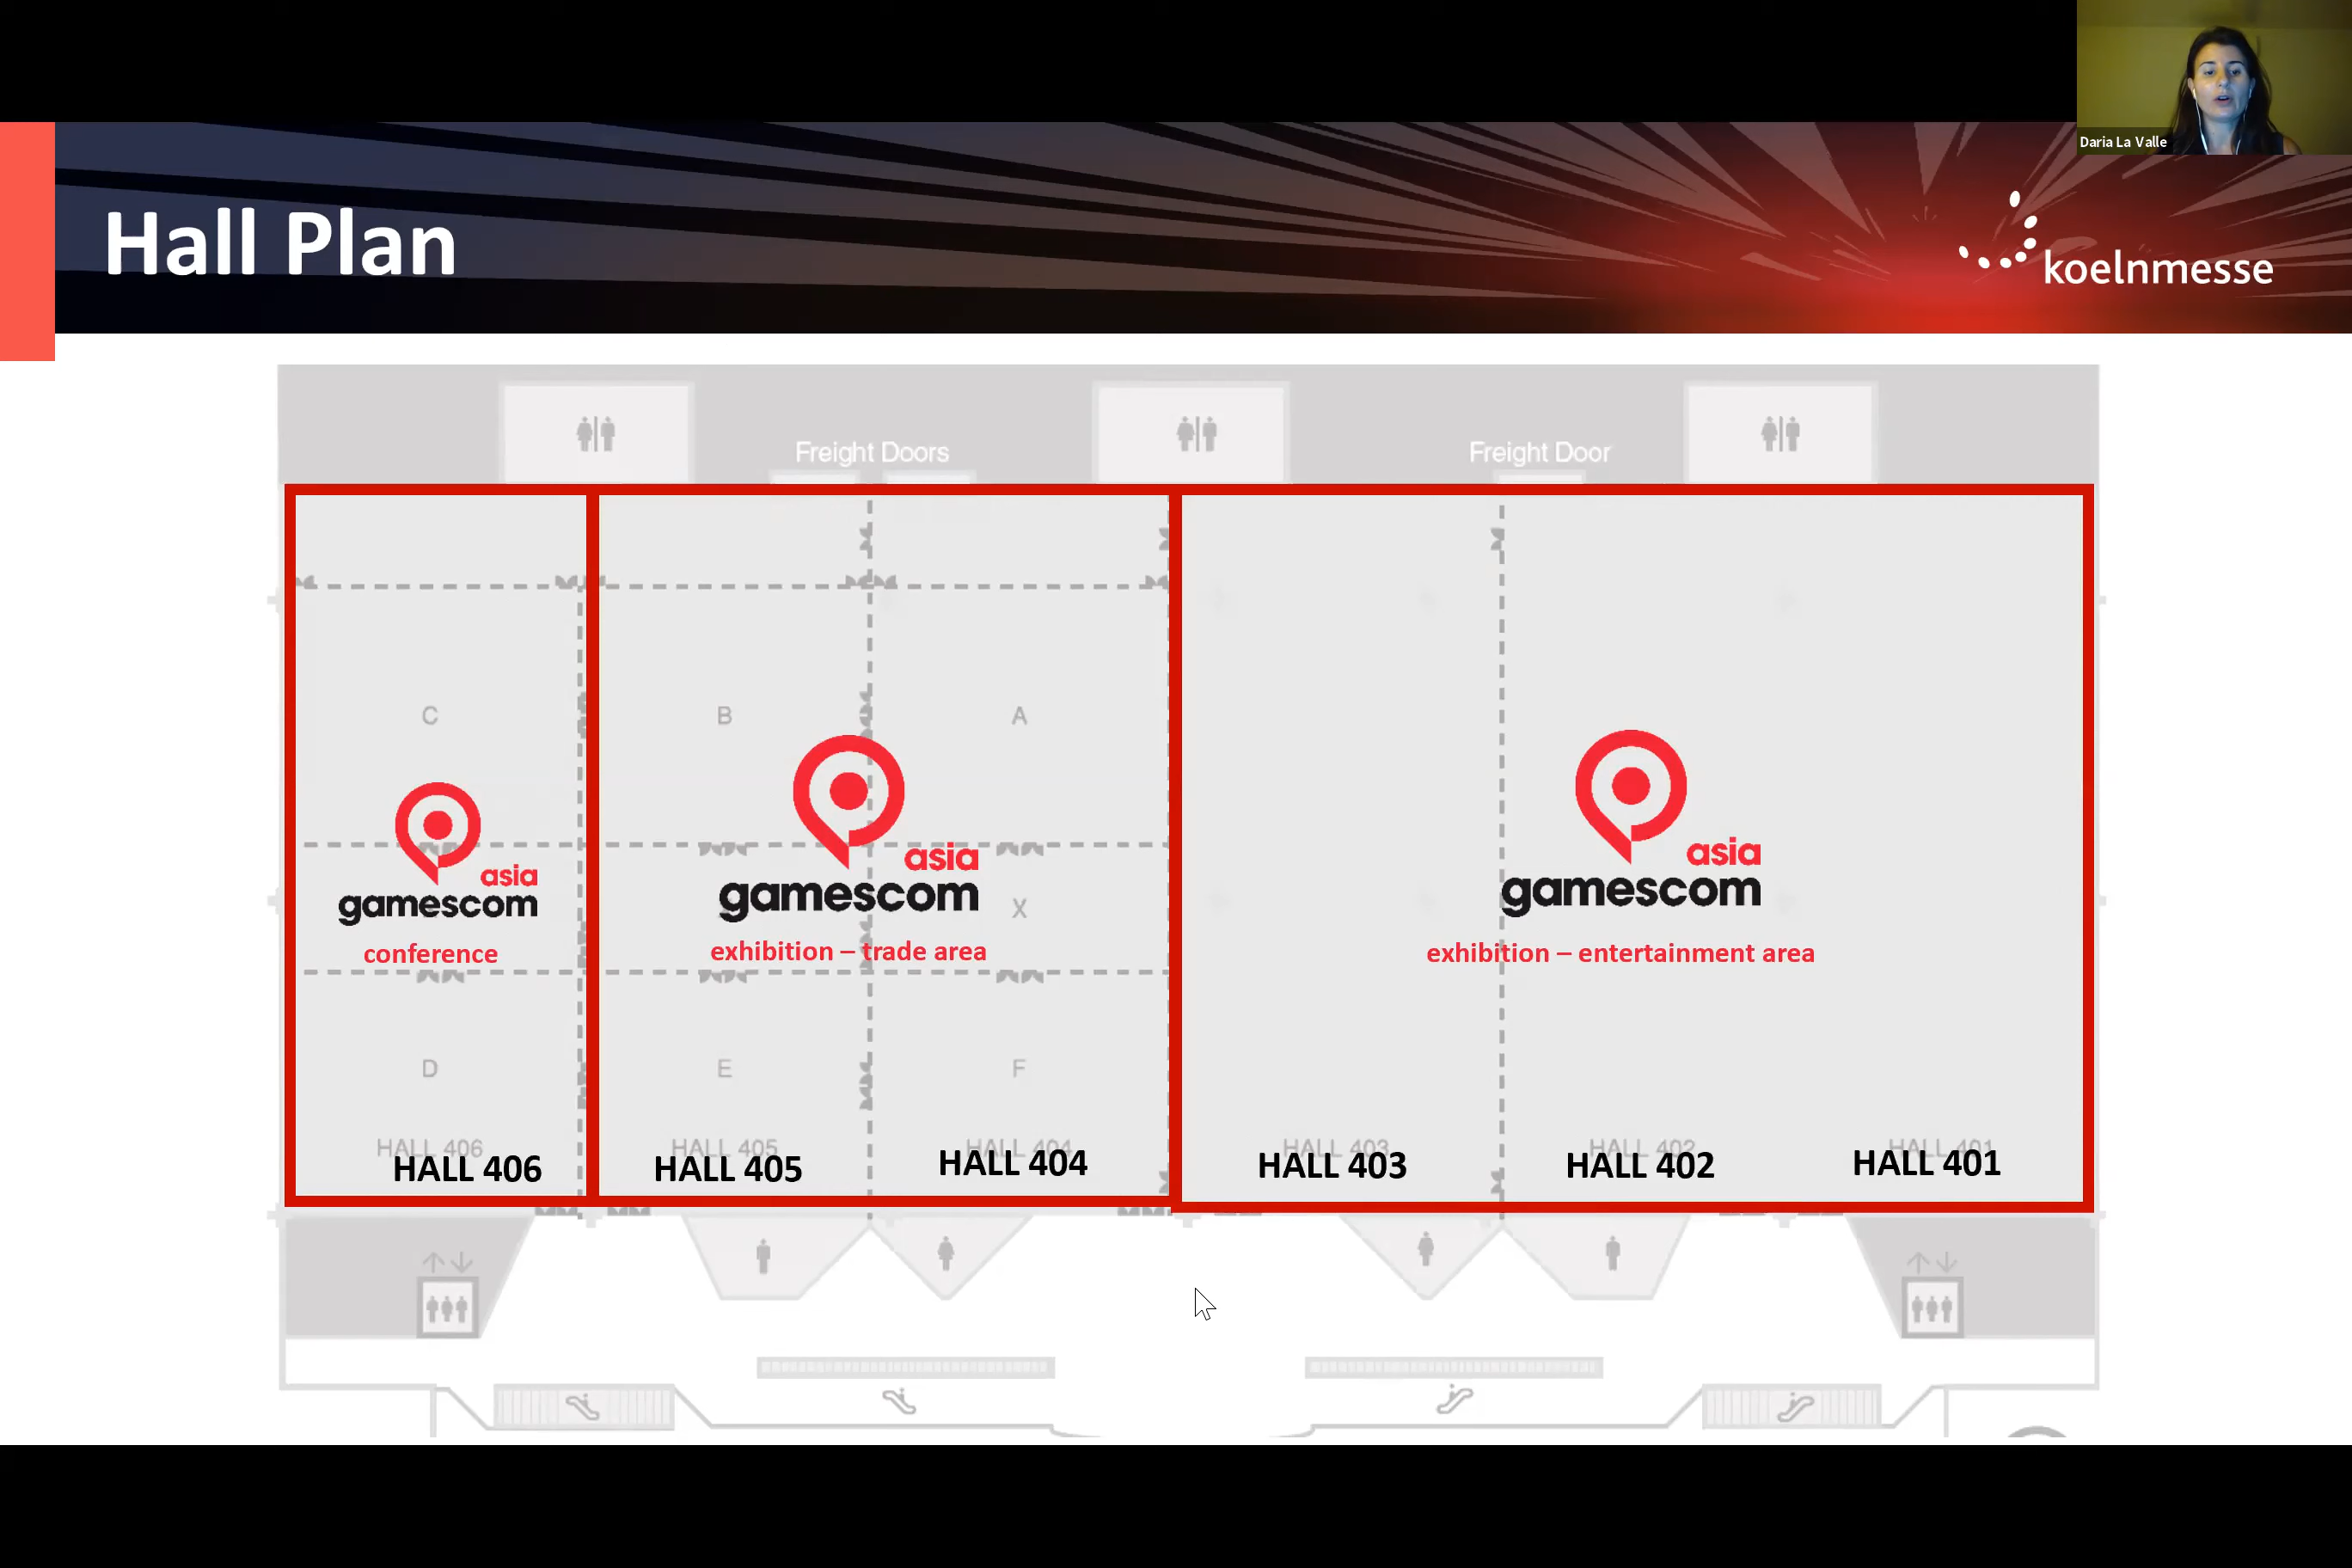 Daria La Valle
Hall Plan
koelnmesse
Freight Doors
Freight Door
C
B
A
asia
gamescom
conference
asia
gamescom
exhibition – trade area
X
asia
gamescom
exhibition – entertainment area
D
E
F
HALL 406
HALL 405
HALL 404
HALL 403
HALL 402
HALL 401
HALL 406
HALL 405
HALL 404
HALL 403
HALL 402
HALL 401